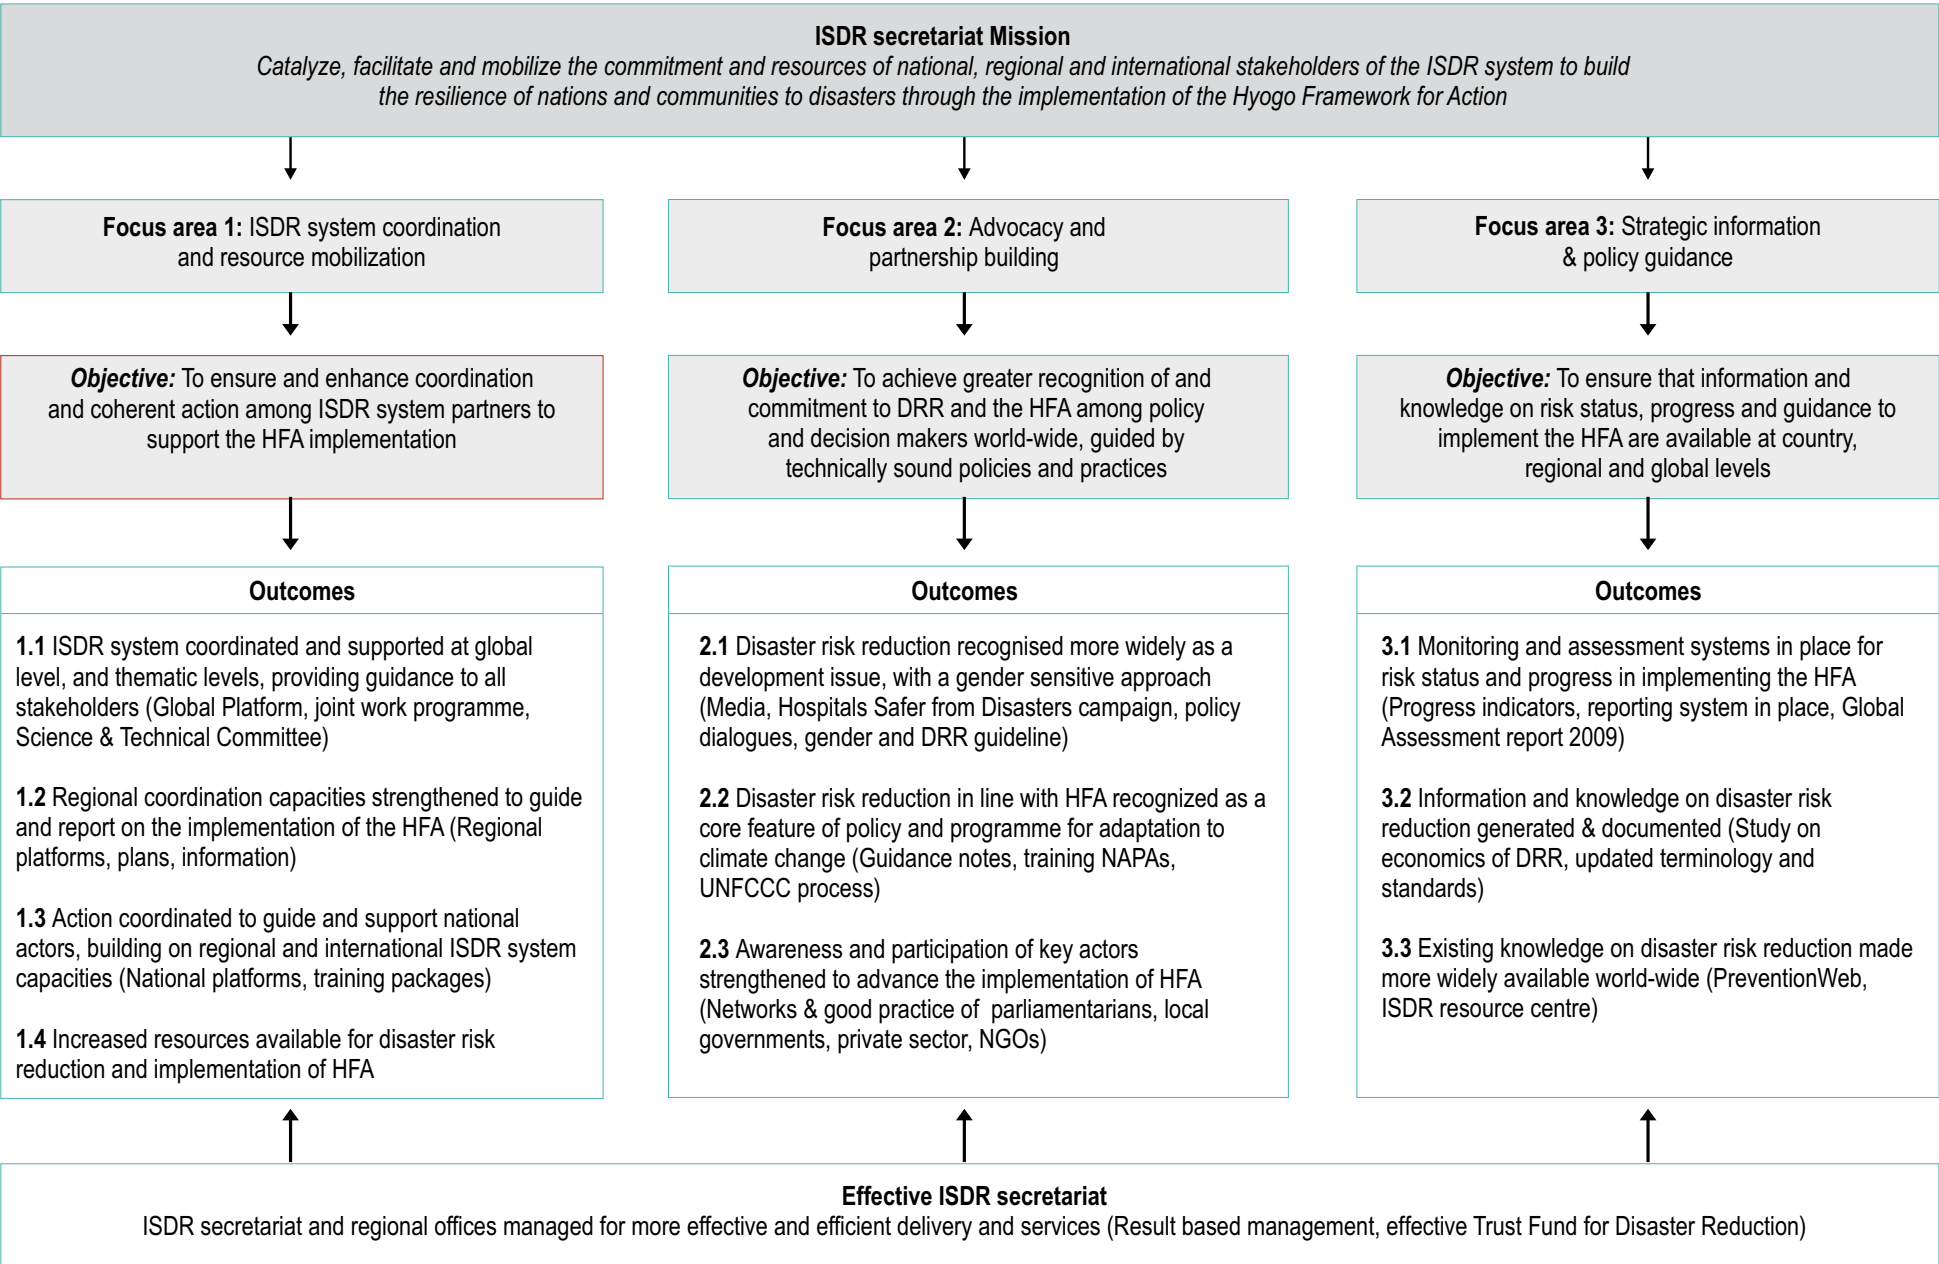 ISDR secretariat Mission
Catalyze, facilitate and mobilize the commitment and resources of national, regional and international stakeholders of the ISDR system to build
the resilience of nations and communities to disasters through the implementation of the Hyogo Framework for Action
Focus area 1: ISDR system coordination
and resource mobilization
Objective: To ensure and enhance coordination
and coherent action among ISDR system partners to
support the HFA implementation
Outcomes
1.1 ISDR system coordinated and supported at global
level, and thematic levels, providing guidance to all
stakeholders (Global Platform, joint work programme,
Science & Technical Committee)
1.2 Regional coordination capacities strengthened to guide
and report on the implementation of the HFA (Regional
platforms, plans, information)
1.3 Action coordinated to guide and support national
actors, building on regional and international ISDR system
capacities (National platforms, training packages)
1.4 Increased resources available for disaster risk
reduction and implementation of HFA
Focus area 2: Advocacy and
partnership building
Objective: To achieve greater recognition of and
commitment to DRR and the HFA among policy
and decision makers world-wide, guided by
technically sound policies and practices
Outcomes
2.1 Disaster risk reduction recognised more widely as a
development issue, with a gender sensitive approach
(Media, Hospitals Safer from Disasters campaign, policy
dialogues, gender and DRR guideline)
2.2 Disaster risk reduction in line with HFA recognized as a
core feature of policy and programme for adaptation to
climate change (Guidance notes, training NAPAs,
UNFCCC process)
2.3 Awareness and participation of key actors
strengthened to advance the implementation of HFA
(Networks & good practice of parliamentarians, local
governments, private sector, NGOs)
Focus area 3: Strategic information
& policy guidance
Objective: To ensure that information and
knowledge on risk status, progress and guidance to
implement the HFA are available at country,
regional and global levels
Outcomes
3.1 Monitoring and assessment systems in place for
risk status and progress in implementing the HFA
(Progress indicators, reporting system in place, Global
Assessment report 2009)
3.2 Information and knowledge on disaster risk
reduction generated & documented (Study on
economics of DRR, updated terminology and
standards)
3.3 Existing knowledge on disaster risk reduction made
more widely available world-wide (PreventionWeb,
ISDR resource centre)
Effective ISDR secretariat
ISDR secretariat and regional offices managed for more effective and efficient delivery and services (Result based management, effective Trust Fund for Disaster Reduction)